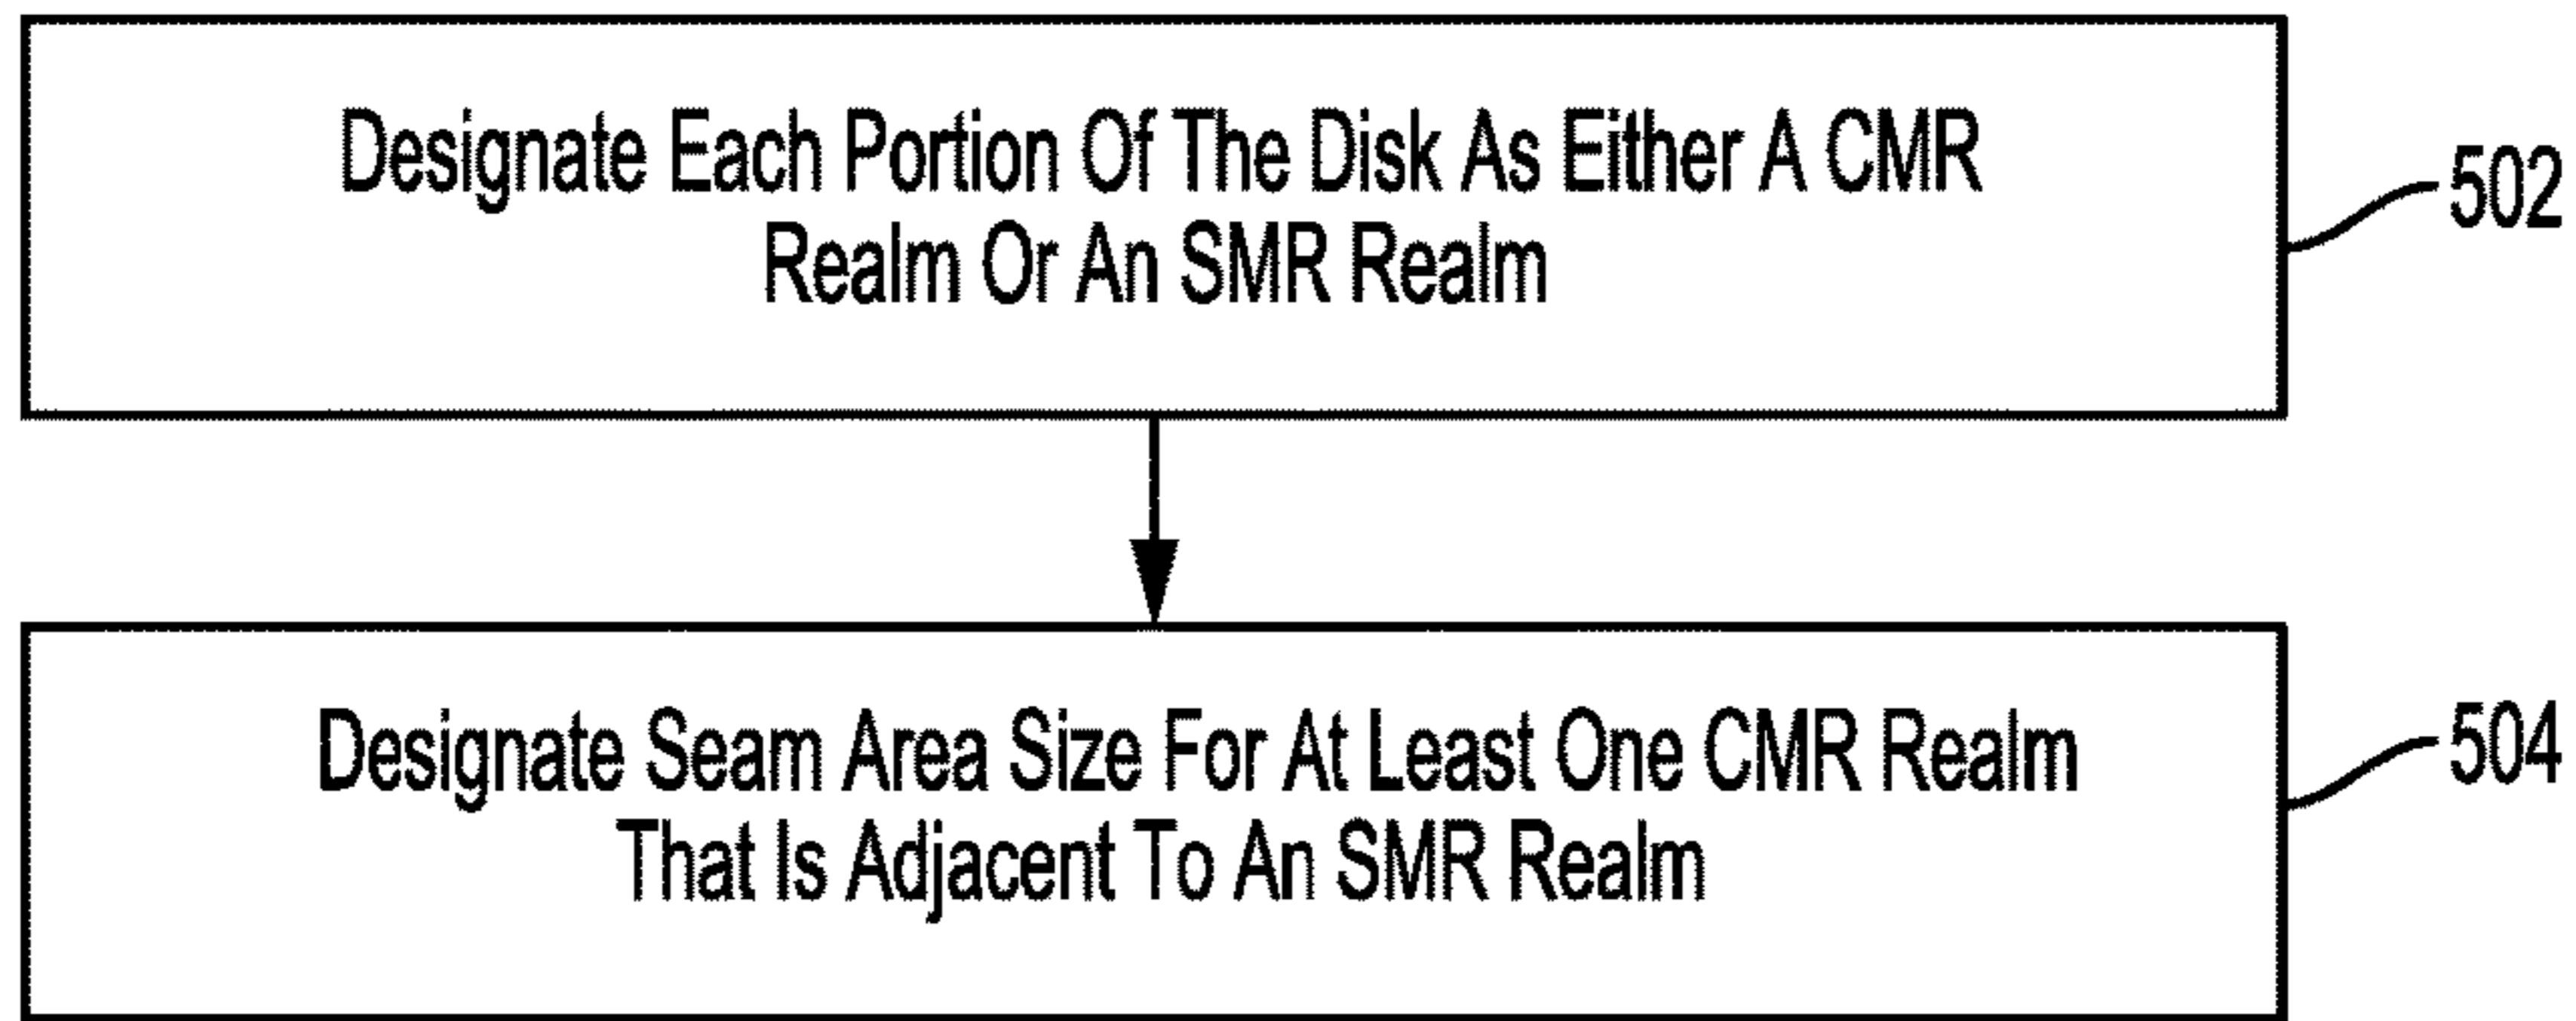 Designate Each Portion Of The Disk As Either A CMR
Realm Or An SMR Realm
502
Designate Seam Area Size For At Least One CMR Realm
That Is Adjacent To An SMR Realm
504